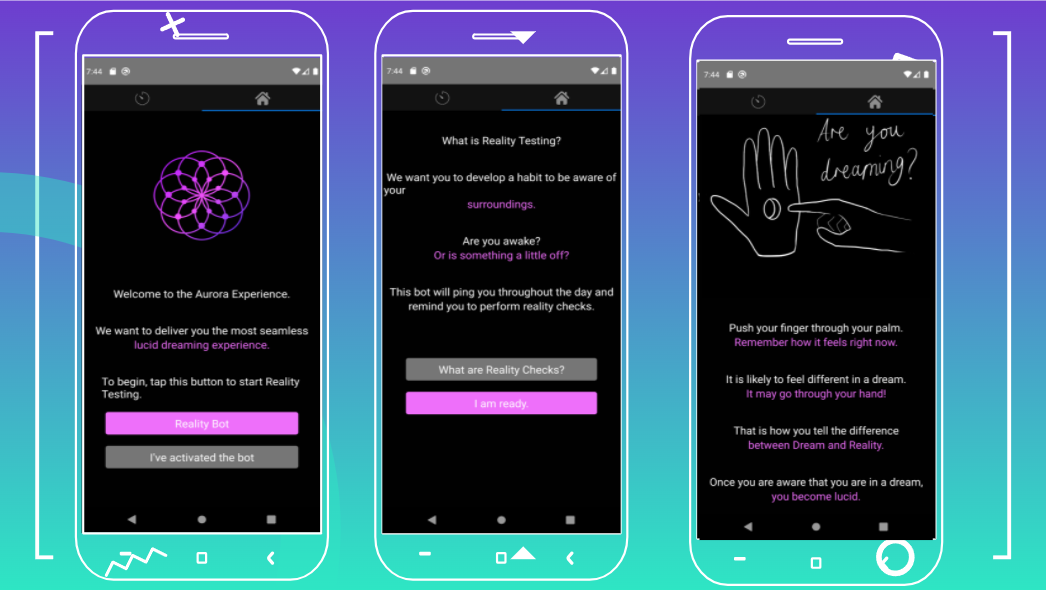 7:44
Welcome to the Aurora Experience.
We want to deliver you the most seamless
lucid dreaming experience.
To begin, tap this button to start Reality
Testing.
Reality Bot
I've activated the bot
7:44
What is Reality Testing?
We want you to develop a habit to be aware of
your
surroundings.
Are you awake?
Or is something a little off?
This bot will ping you throughout the day and
remind you to perform reality checks.
What are Reality Checks?
I am ready.
7:44
Are you
dreaming?
Push your finger through your palm.
Remember how it feels right now.
It is likely to feel different in a dream.
It may go through your hand!
That is how you tell the difference
between Dream and Reality.
Once you are aware that you are in a dream,
you become lucid.